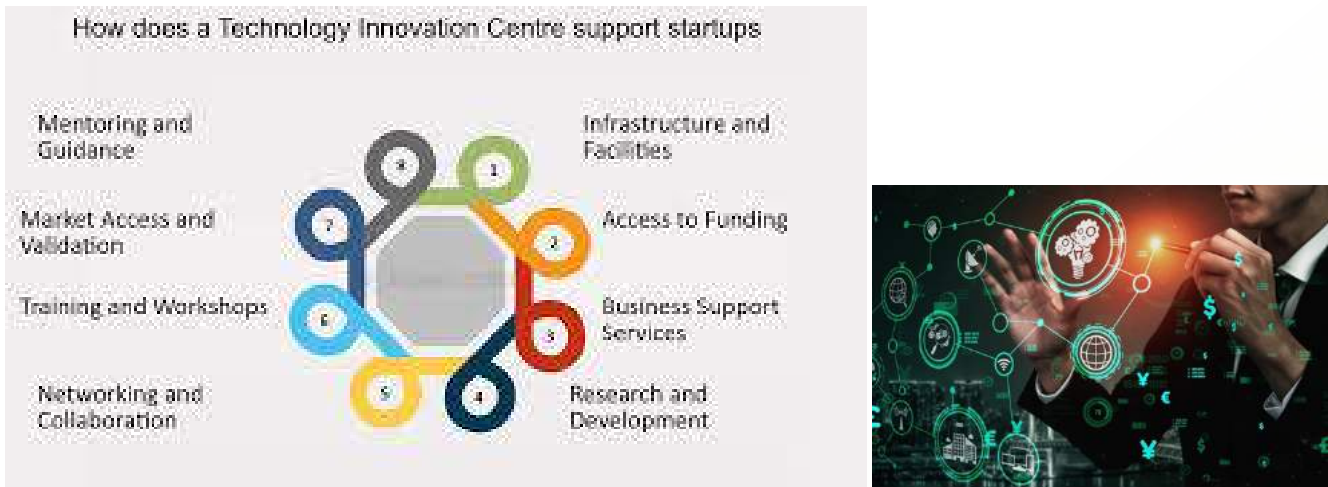 How does a Technology Innovation Centre support startups
Mentoring and
Guidance
Infrastructure and
Facilities
Market Access and
Validation
Access to Funding
Training and Workshops
Business Support
Services
Networking and
Collaboration
Research and
Development
8
1
7
2
6
3
5
4
$
$
$
¥
€
¥
¥
€
$
£